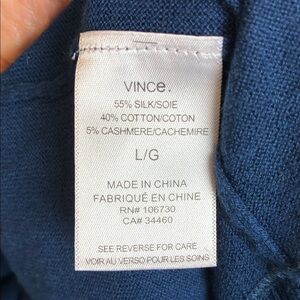 VINCE.
55% SILK/SOIE
40% COTTON/COTON
5% CASHMERE/CACHEMIRE
L/G
MADE IN CHINA
FABRIQUÉ EN CHINE
RN# 106730
CA# 34460
SEE REVERSE FOR CARE
VOIR AU VERSO POUR LES SOINS